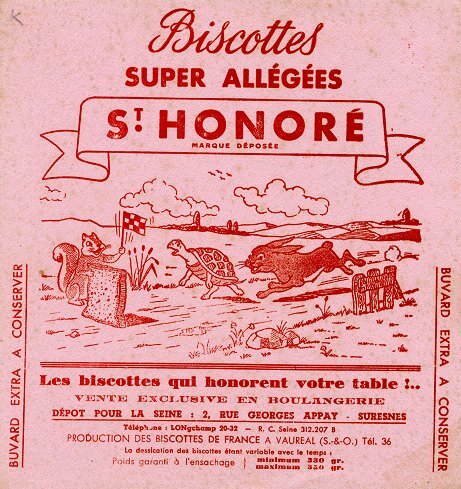 K
Biscottes
SUPER ALLÉGÉES
ST. HONORÉ
MARQUE DÉPOSÉE
BUVARD EXTRA A CONSERVER
BUVARD EXTRA A CONSERVER
Les biscottes qui honorent votre table !..
VENTE EXCLUSIVE EN BOULANGERIE
DÉPOT POUR LA SEINE : 2, RUE GEORGES APPAY - SURESNES
Téléph.ne : LONgchamp 20-32 — R. C. Seine 312.207 B
PRODUCTION DES BISCOTTES DE FRANCE A VAUREAL (S.-&-O.) Tél. 36
La dessication des biscottes étant variable avec le temps :
Poids garanti à l'ensachage } minimum 330 gr.
maximum 350 gr.